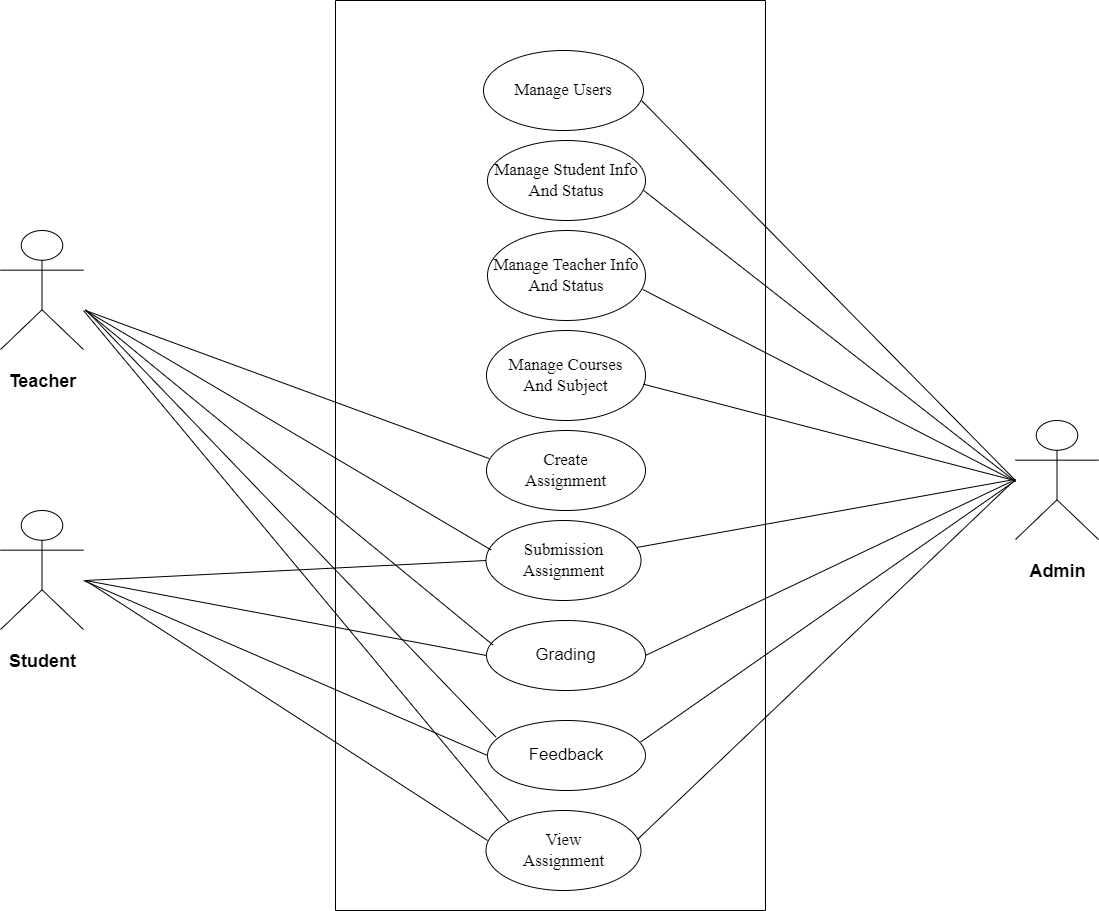 Manage Users
Manage Student Info
And Status
Manage Teacher Info
And Status
Teacher
Manage Courses
And Subject
Create
Assignment
Submission
Assignment
Admin
Student
Grading
Feedback
View
Assignment